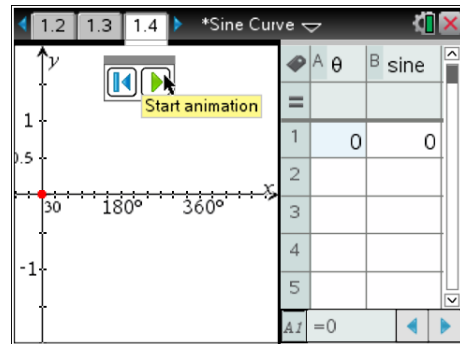 1.2 1.3 1.4 *Sine Curve
y
Start animation
1
0.5
30 180° 360° x
-1
A θ B sine
=
1 0 0
2
3
4
5
A1 =0